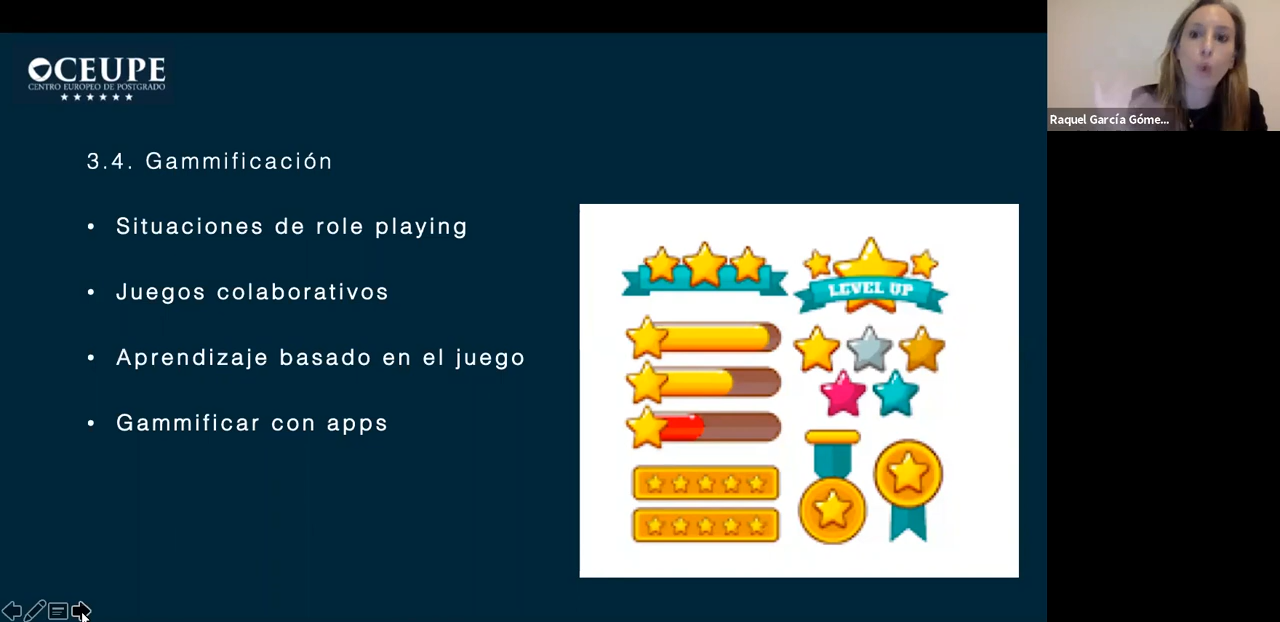 CEUPE
CENTRO EUROPEO DE POSTGRADO
Raquel García Góme...
3.4. Gammificación
• Situaciones de role playing
• Juegos colaborativos
• Aprendizaje basado en el juego
• Gammificar con apps
LEVEL UP